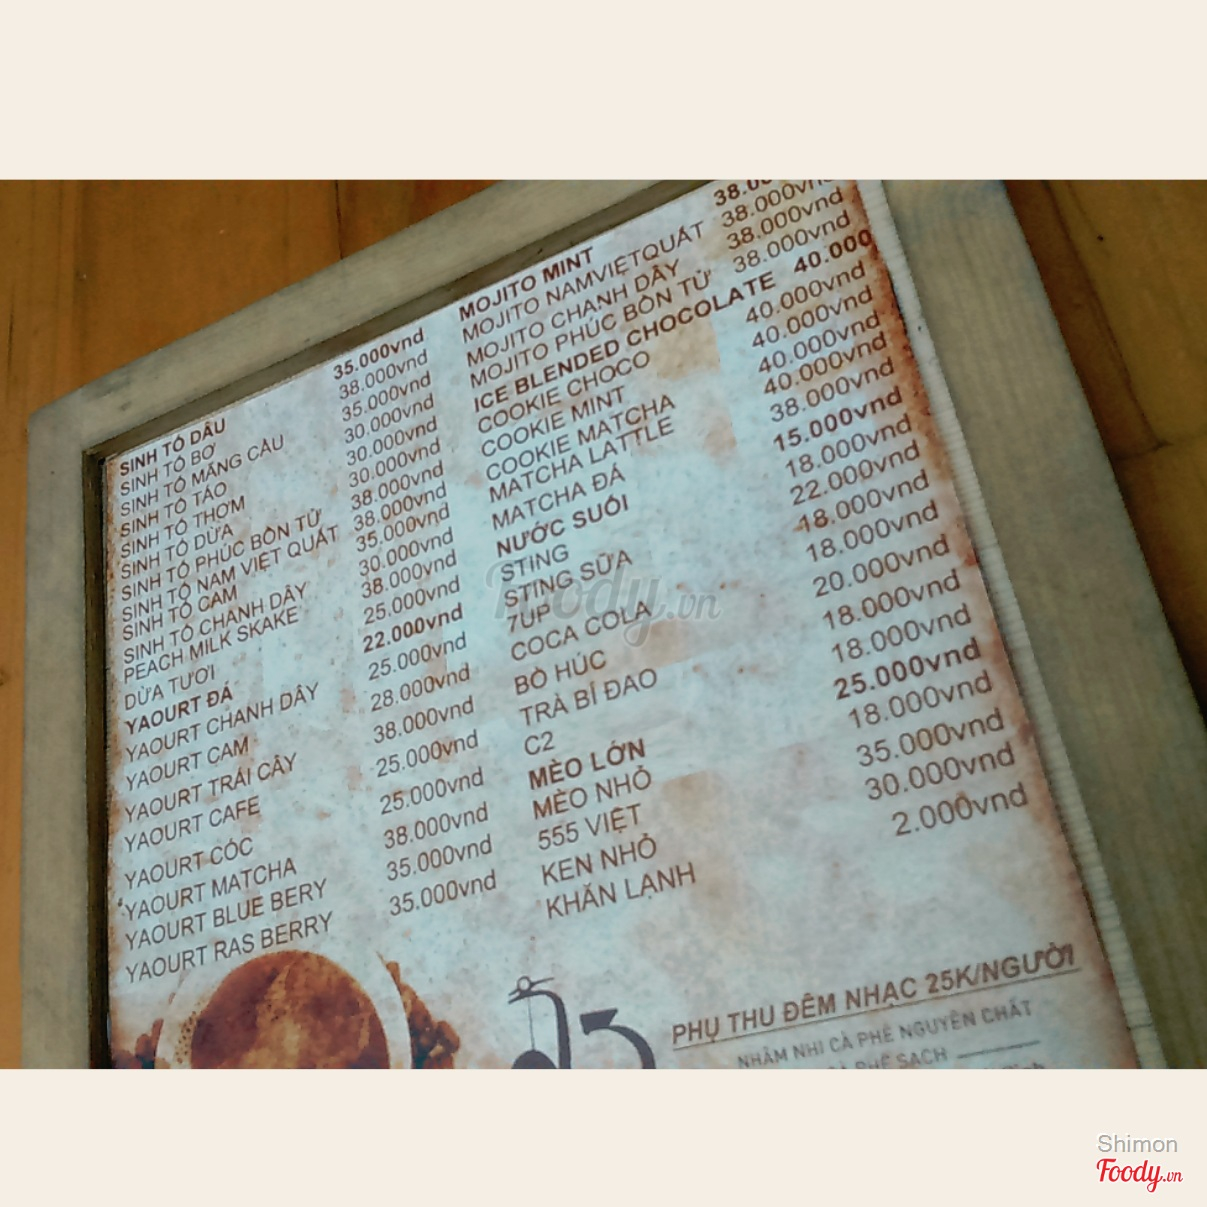 SINH TỐ DÂU 35.000vnd
SINH TỐ BƠ 38.000vnd
SINH TỐ MÃNG CẦU 35.000vnd
SINH TỐ TÁO 30.000vnd
SINH TỐ THƠM 30.000vnd
SINH TỐ DỪA 30.000vnd
SINH TỐ PHÚC BỒN TỬ 38.000vnd
SINH TỐ NAM VIỆT QUẤT 38.000vnd
SINH TỐ CAM 35.000vnd
SINH TỐ CHANH DÂY 30.000vnd
PEACH MILK SKAKE 38.000vnd
DỪA TƯƠI 25.000vnd
YAOURT ĐÁ 22.000vnd
YAOURT CHANH DÂY 25.000vnd
YAOURT CAM 28.000vnd
YAOURT TRÁI CÂY 38.000vnd
YAOURT CAFE 25.000vnd
YAOURT CÓC 25.000vnd
YAOURT MATCHA 38.000vnd
YAOURT BLUE BERY 35.000vnd
YAOURT RAS BERRY 35.000vnd
MOJITO MINT
MOJITO NAMVIỆTQUẤT 38.000vnd
MOJITO CHANH DÂY 38.000vnd
MOJITO PHÚC BỒN TỬ 38.000vnd
ICE BLENDED CHOCOLATE 40.000
COOKIE CHOCO 40.000vnd
COOKIE MINT 40.000vnd
COOKIE MATCHA 40.000vnd
MATCHA LATTLE 40.000vnd
MATCHA ĐÁ 38.000vnd
NƯỚC SUỐI 15.000vnd
STING 18.000vnd
STING SỮA 22.000vnd
7UP 18.000vnd
COCA COLA 18.000vnd
BÒ HÚC 20.000vnd
TRÀ BÍ ĐAO 18.000vnd
C2 18.000vnd
MÈO LỚN 25.000vnd
MÈO NHỎ 18.000vnd
555 VIỆT 35.000vnd
KEN NHỎ 30.000vnd
KHĂN LẠNH 2.000vnd
PHỤ THU ĐÊM NHẠC 25K/NGƯỜI
NHÂM NHI CÀ PHÊ NGUYÊN CHẤT
CÀ PHÊ SẠCH
Foody.vn
Shimon
Foody.vn